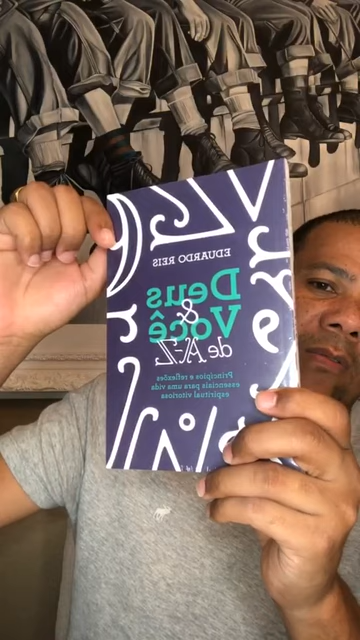 EDUARDO REIS
Deus
&
Você
de A-Z
Princípios e reflexões
essenciais para uma vida
espiritual vitoriosa